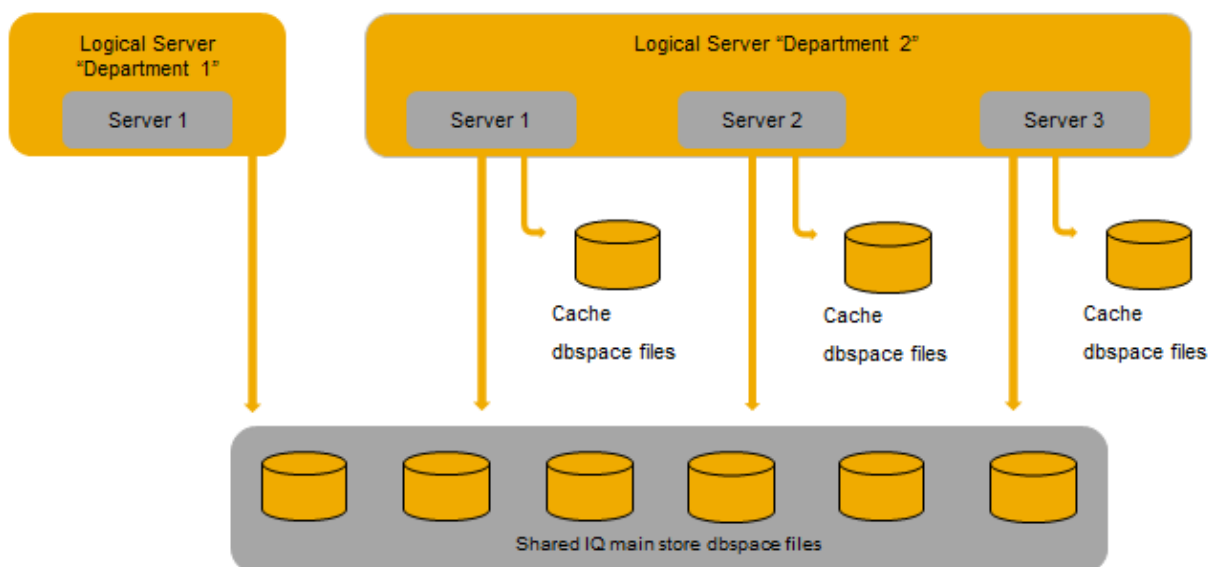 Logical Server
“Department 1”
Server 1
Logical Server “Department 2”
Server 1
Server 2
Server 3
Cache
dbspace files
Cache
dbspace files
Cache
dbspace files
Shared IQ main store dbspace files